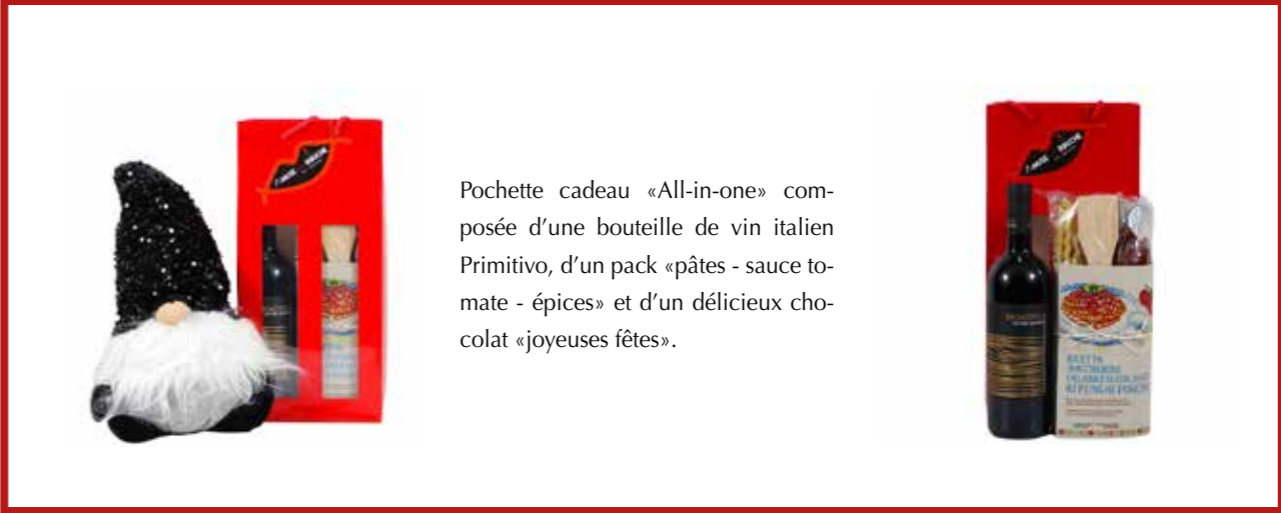 Pochette cadeau «All-in-one» com-
posée d’une bouteille de vin italien
Primitivo, d’un pack «pâtes - sauce to-
mate - épices» et d’un délicieux cho-
colat «joyeuses fêtes».